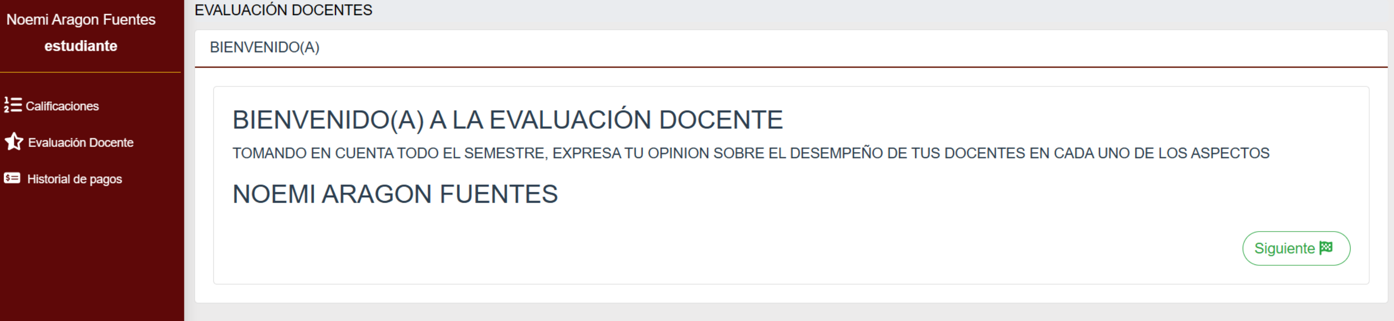 Noemi Aragon Fuentes
estudiante
Calificaciones
Evaluación Docente
Historial de pagos
EVALUACIÓN DOCENTES
BIENVENIDO(A)
BIENVENIDO(A) A LA EVALUACIÓN DOCENTE
TOMANDO EN CUENTA TODO EL SEMESTRE, EXPRESA TU OPINION SOBRE EL DESEMPEÑO DE TUS DOCENTES EN CADA UNO DE LOS ASPECTOS
NOEMI ARAGON FUENTES
Siguiente